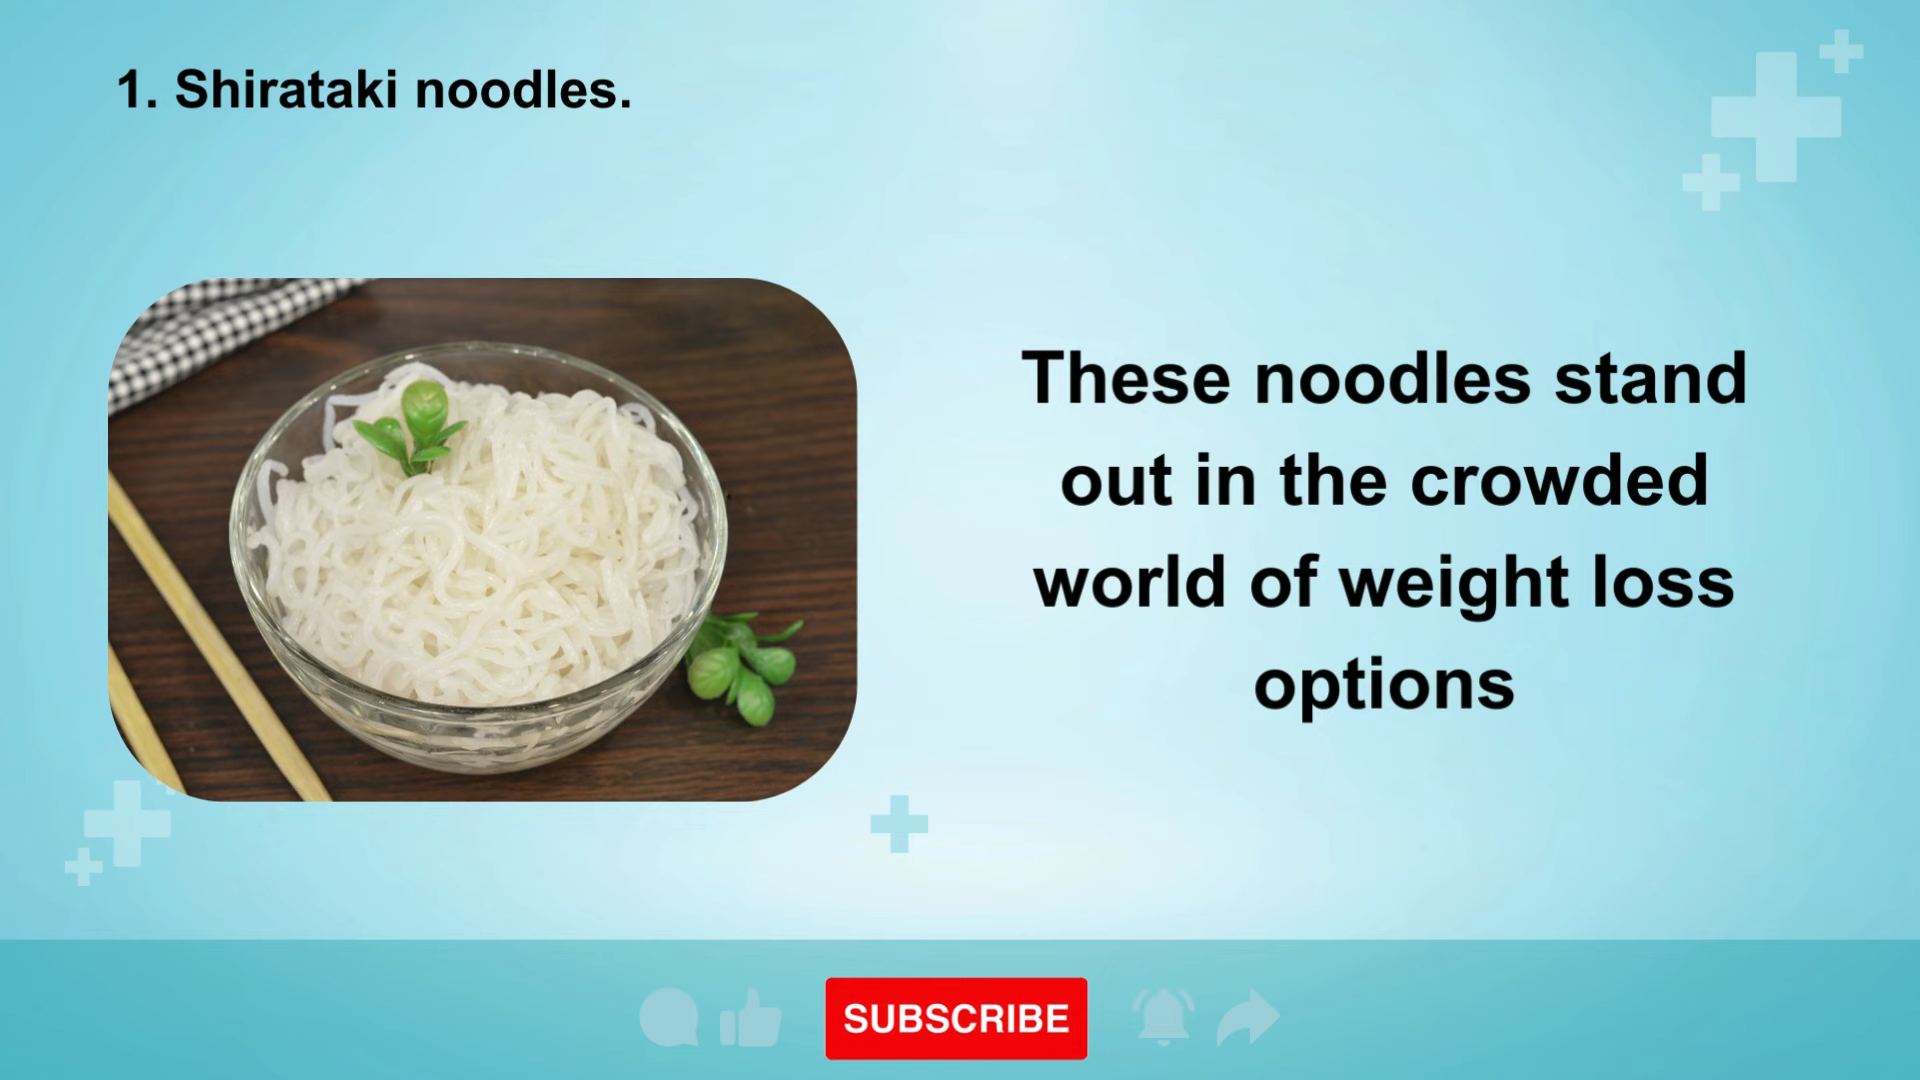 1. Shirataki noodles.
These noodles stand
out in the crowded
world of weight loss
options
SUBSCRIBE